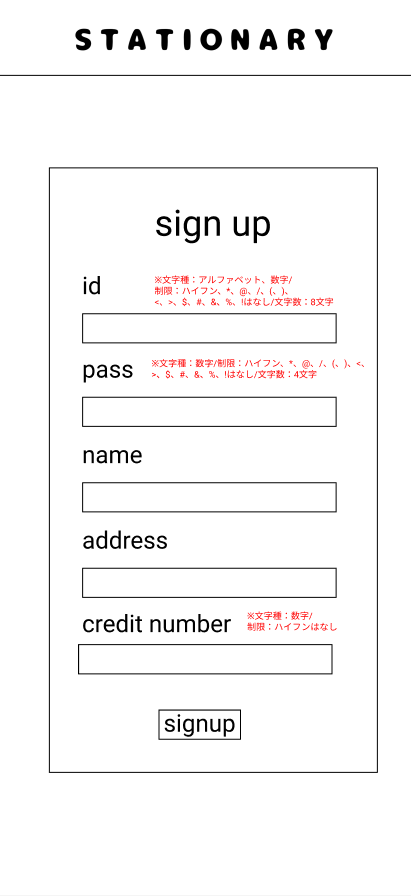 STATIONARY
sign up
id
※文字種：アルファベット、数字/
制限：ハイフン、*、@、/、(、)、
<、>、$、#、&、%、!はなし/文字数：8文字
pass
※文字種：数字/制限：ハイフン、*、@、/、(、)、<、
>、$、#、&、%、!はなし/文字数：4文字
name
address
credit number
※文字種：数字/
制限：ハイフンはなし
signup